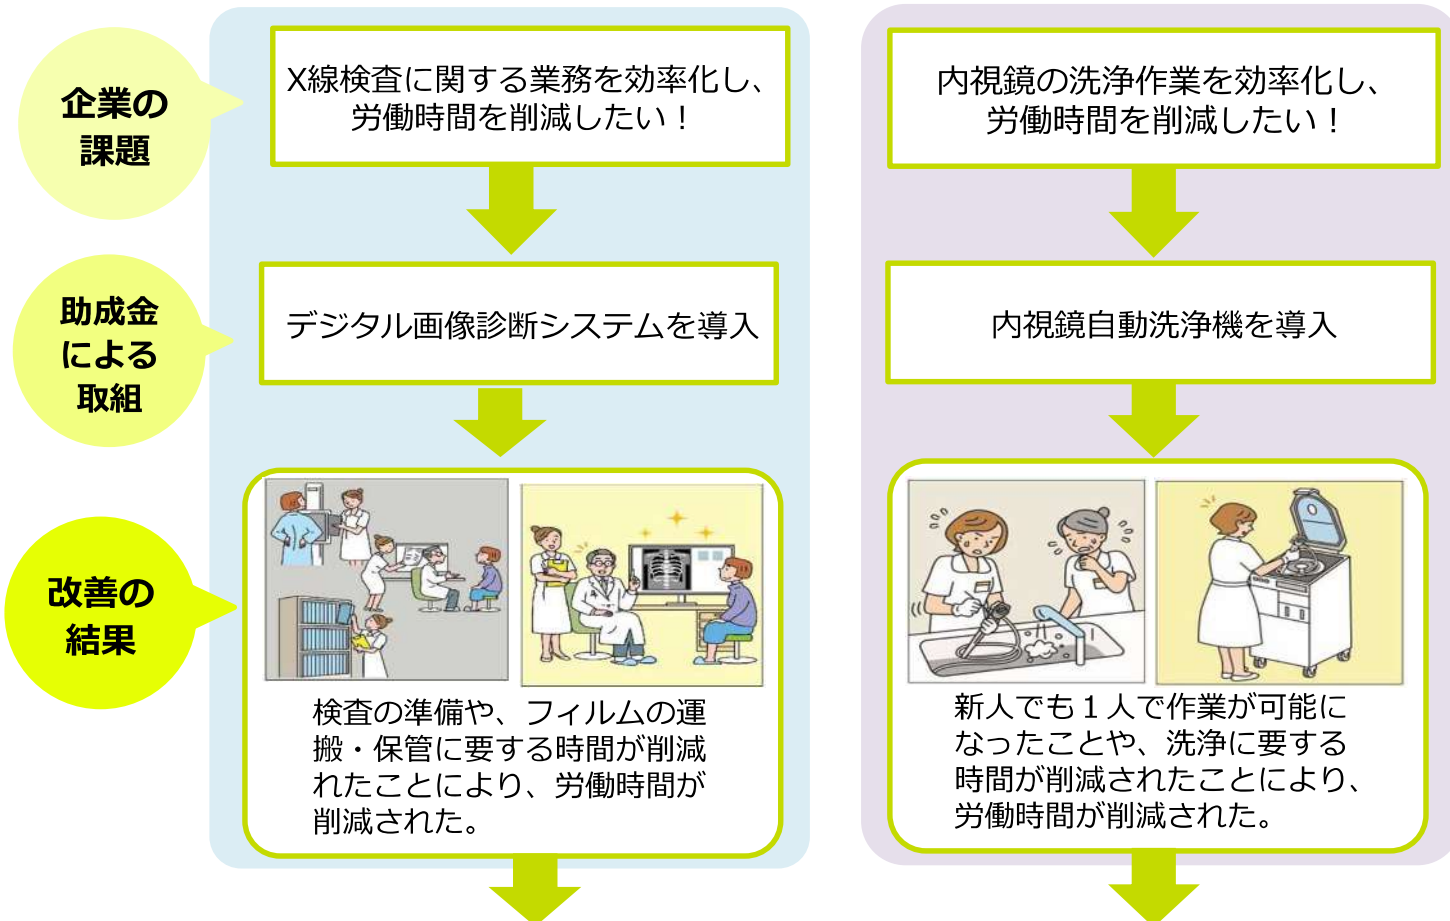 企業の
課題
X線検査に関する業務を効率化し、
労働時間を削減したい！
内視鏡の洗浄作業を効率化し、
労働時間を削減したい！
助成金
による
取組
デジタル画像診断システムを導入
内視鏡自動洗浄機を導入
改善の
結果
検査の準備や、フィルムの運
搬・保管に要する時間が削減
れたことにより、労働時間が
削減された。
新人でも１人で作業が可能に
なったことや、洗浄に要する
時間が削減されたことにより、
労働時間が削減された。